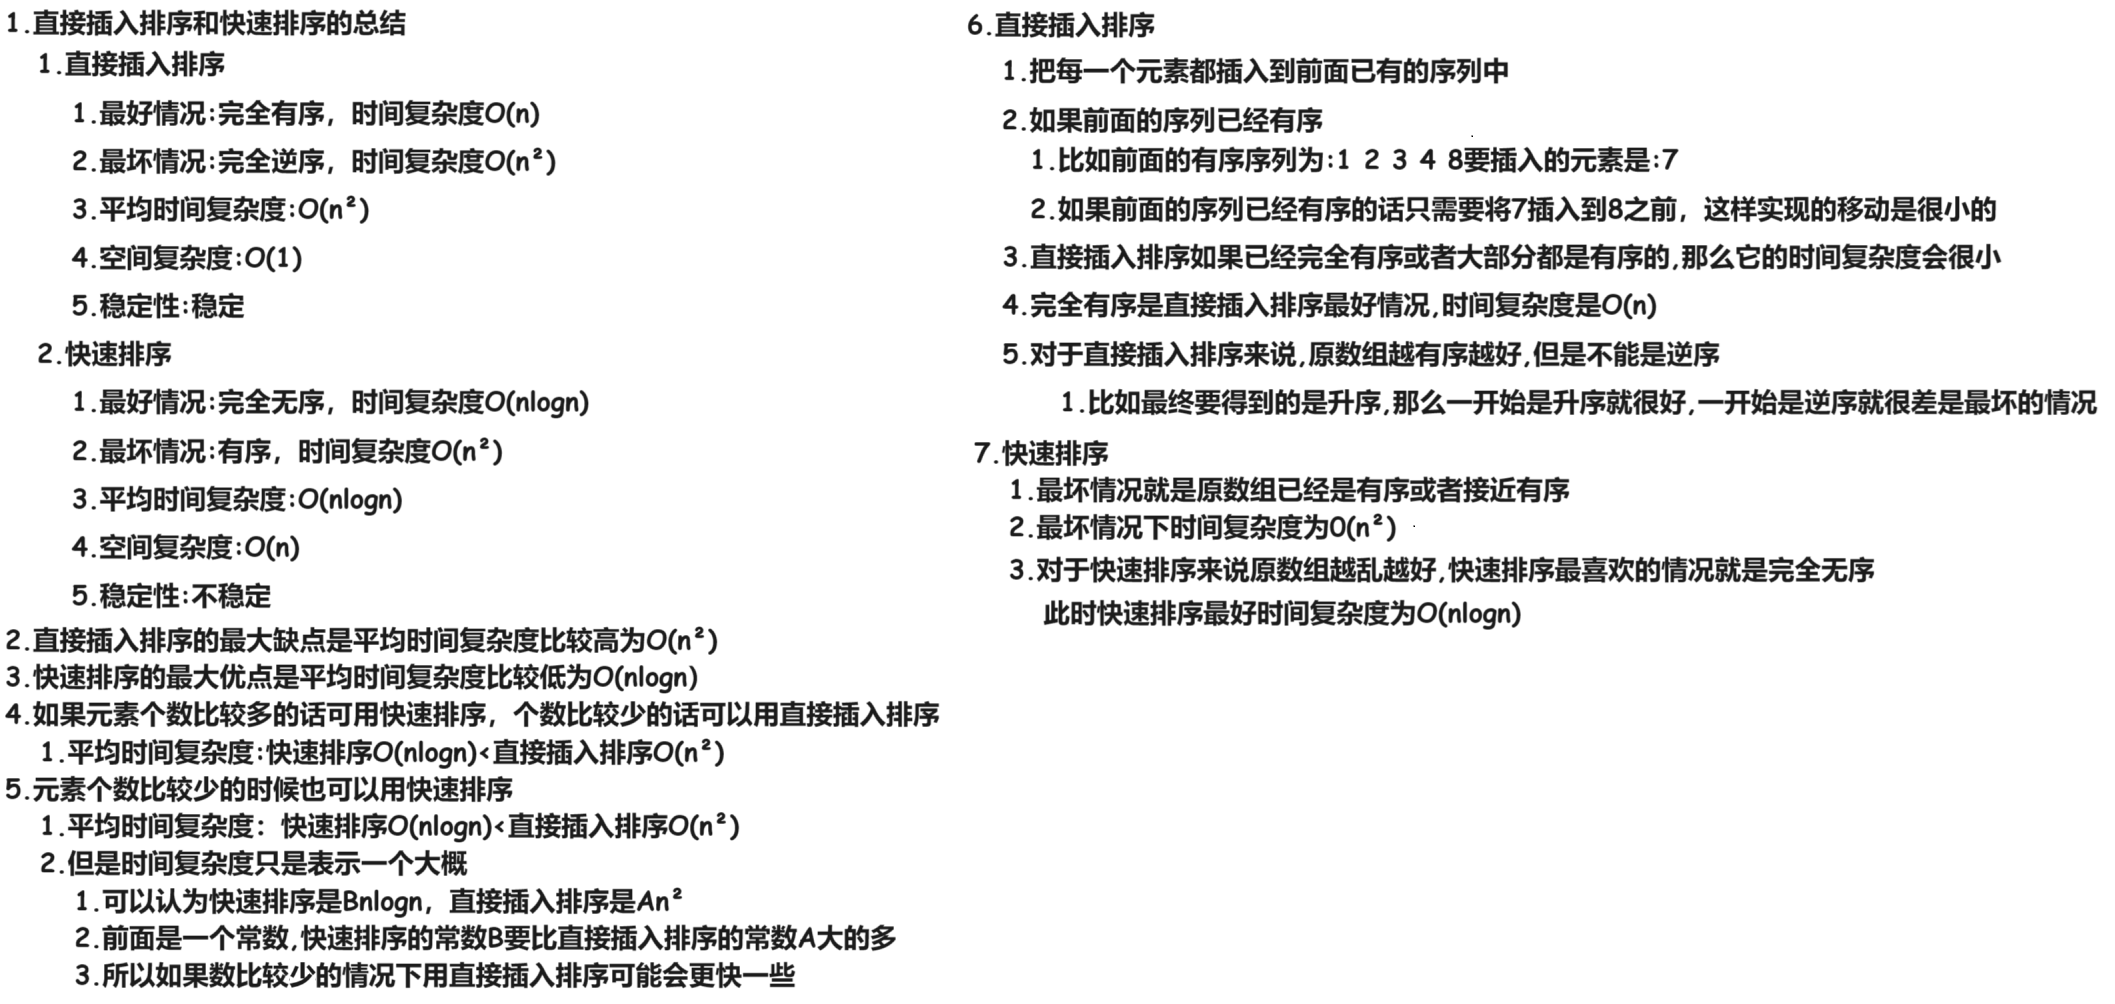 1.直接插入排序和快速排序的总结
1.直接插入排序
1.最好情况:完全有序，时间复杂度O(n)
2.最坏情况:完全逆序，时间复杂度O(n²)
3.平均时间复杂度:O(n²)
4.空间复杂度:O(1)
5.稳定性:稳定
2.快速排序
1.最好情况:完全无序，时间复杂度O(nlogn)
2.最坏情况:有序，时间复杂度O(n²)
3.平均时间复杂度:O(nlogn)
4.空间复杂度:O(n)
5.稳定性:不稳定
2.直接插入排序的最大缺点是平均时间复杂度比较高为O(n²)
3.快速排序的最大优点是平均时间复杂度比较低为O(nlogn)
4.如果元素个数比较多的话可用快速排序，个数比较少的话可以用直接插入排序
1.平均时间复杂度:快速排序O(nlogn)<直接插入排序O(n²)
5.元素个数比较少的时候也可以用快速排序
1.平均时间复杂度：快速排序O(nlogn)<直接插入排序O(n²)
2.但是时间复杂度只是表示一个大概
1.可以认为快速排序是Bnlogn，直接插入排序是An²
2.前面是一个常数,快速排序的常数B要比直接插入排序的常数A大的多
3.所以如果数比较少的情况下用直接插入排序可能会更快一些
6.直接插入排序
1.把每一个元素都插入到前面已有的序列中
2.如果前面的序列已经有序
1.比如前面的有序序列为:1 2 3 4 8要插入的元素是:7
2.如果前面的序列已经有序的话只需要将7插入到8之前，这样实现的移动是很小的
3.直接插入排序如果已经完全有序或者大部分都是有序的,那么它的时间复杂度会很小
4.完全有序是直接插入排序最好情况,时间复杂度是O(n)
5.对于直接插入排序来说,原数组越有序越好,但是不能是逆序
1.比如最终要得到的是升序,那么一开始是升序就很好,一开始是逆序就很差是最坏的情况
7.快速排序
1.最坏情况就是原数组已经是有序或者接近有序
2.最坏情况下时间复杂度为0(n²)
3.对于快速排序来说原数组越乱越好,快速排序最喜欢的情况就是完全无序
此时快速排序最好时间复杂度为O(nlogn)